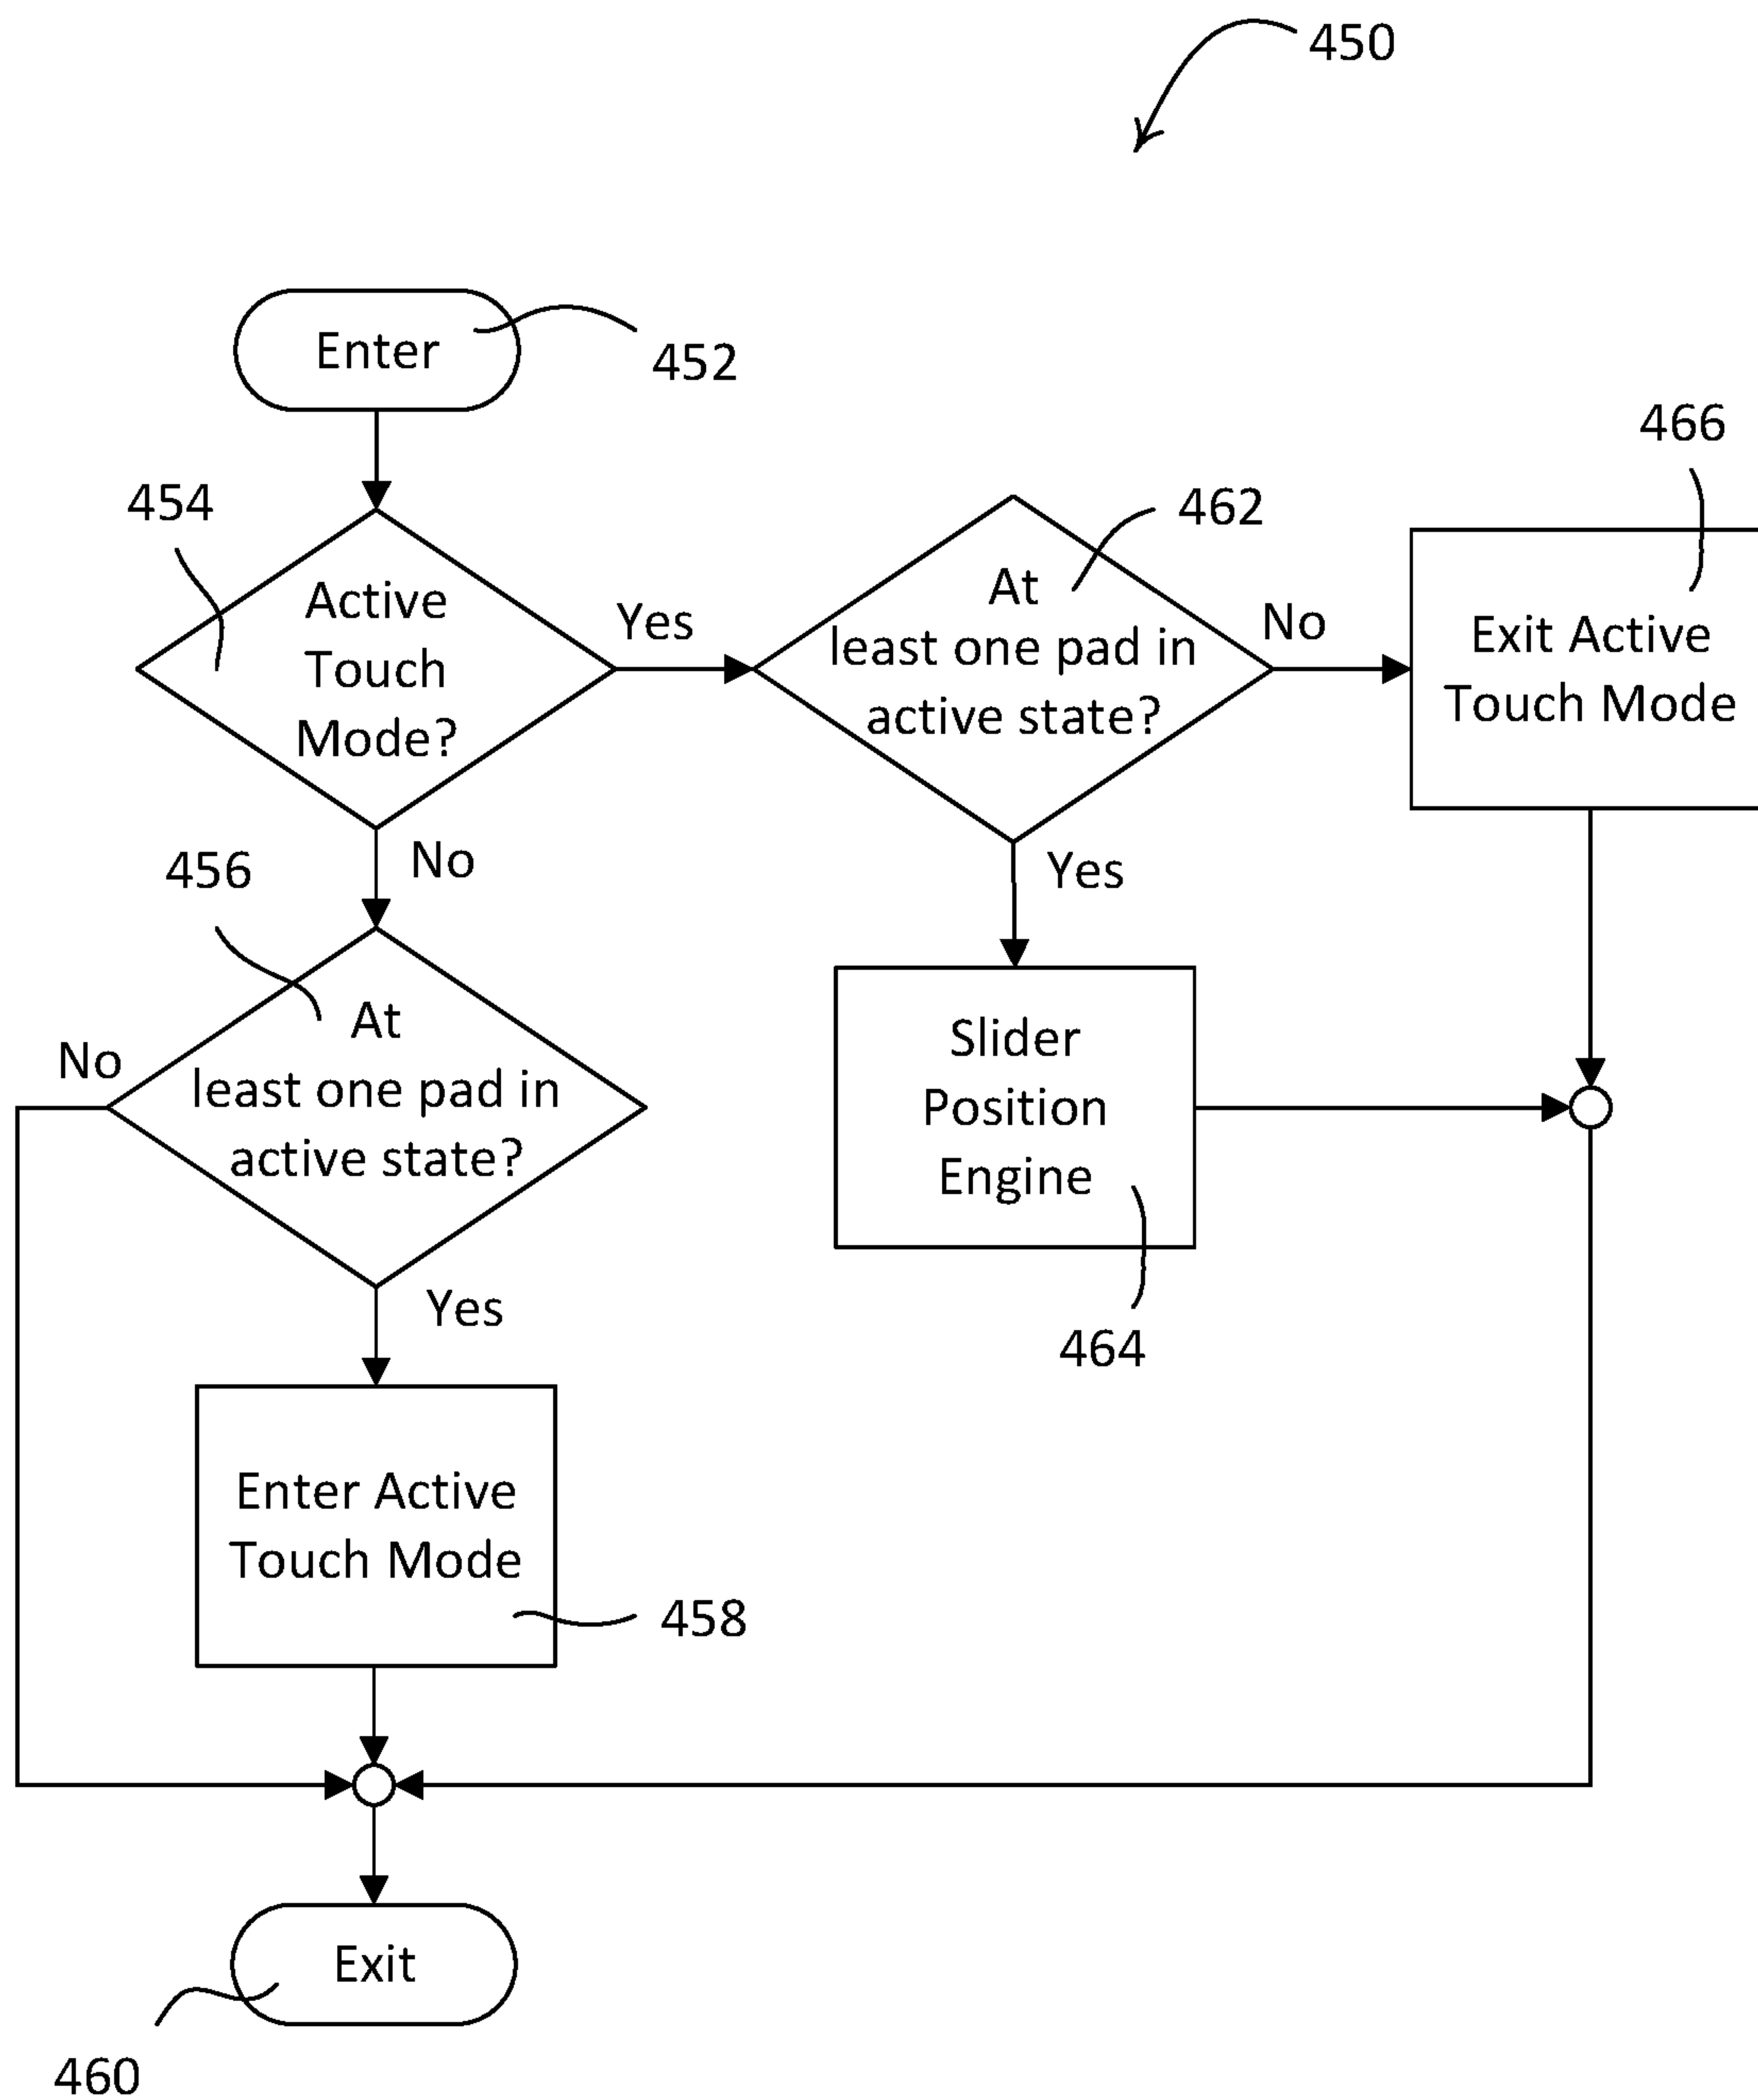 450
Enter
452
454
Active
Touch
Mode?
Yes
462
At
least one pad in
active state?
No
466
Exit Active
Touch Mode
No
Yes
456
At
least one pad in
active state?
No
Yes
Slider
Position
Engine
464
Enter Active
Touch Mode
458
Exit
460